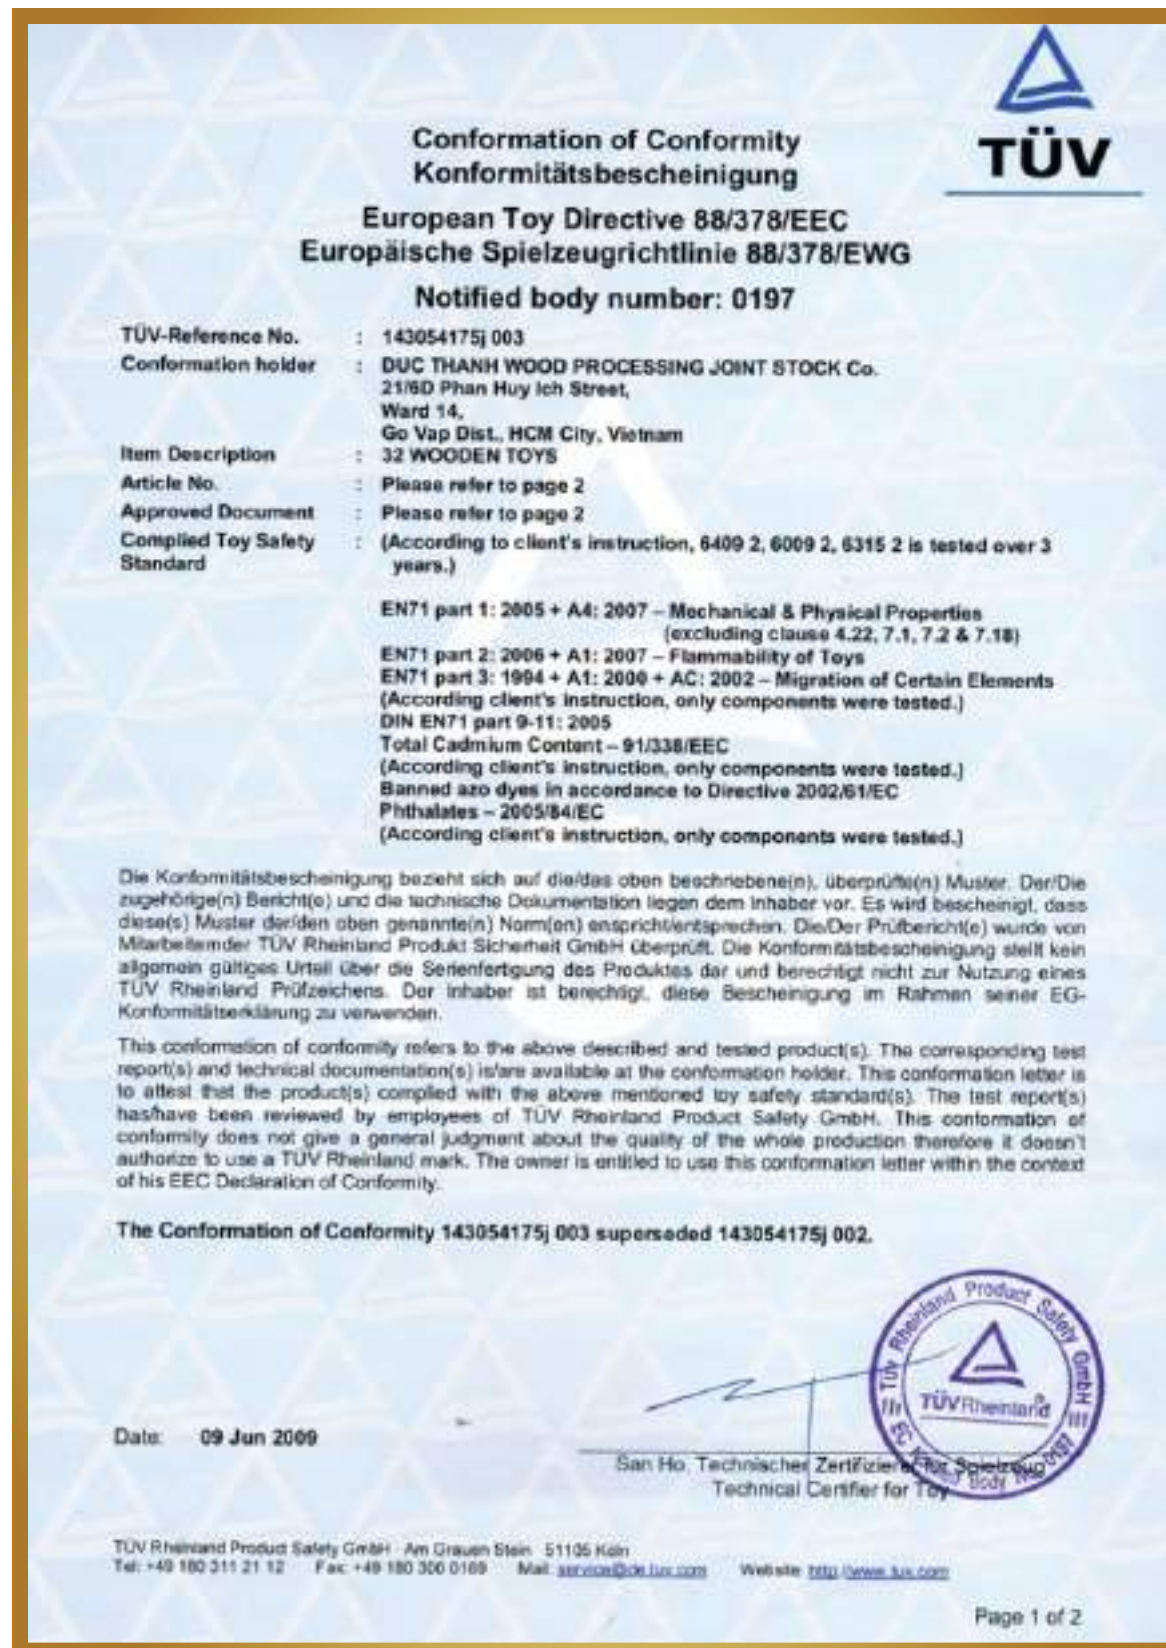 TÜV
Conformation of Conformity
Konformitätsbescheinigung
European Toy Directive 88/378/EEC
Europäische Spielzeugrichtlinie 88/378/EWG
Notified body number: 0197
TÜV-Reference No. : 143054175j 003
Conformation holder : DUC THANH WOOD PROCESSING JOINT STOCK Co.
21/6D Phan Huy Ich Street,
Ward 14,
Go Vap Dist., HCM City, Vietnam
Item Description : 32 WOODEN TOYS
Article No. : Please refer to page 2
Approved Document : Please refer to page 2
Complied Toy Safety : (According to client's instruction, 6409 2, 6009 2, 6315 2 is tested over 3
Standard years.)
EN71 part 1: 2005 + A4: 2007 – Mechanical & Physical Properties
(excluding clause 4.22, 7.1, 7.2 & 7.18)
EN71 part 2: 2006 + A1: 2007 – Flammability of Toys
EN71 part 3: 1994 + A1: 2000 + AC: 2002 – Migration of Certain Elements
(According client's instruction, only components were tested.)
DIN EN71 part 9-11: 2005
Total Cadmium Content – 91/338/EEC
(According client's instruction, only components were tested.)
Banned azo dyes in accordance to Directive 2002/61/EC
Phthalates – 2005/84/EC
(According client's instruction, only components were tested.)
Die Konformitätsbescheinigung bezieht sich auf die/das oben beschriebene(n), überprüfte(n) Muster. Der/Die
zugehörige(n) Bericht(e) und die technische Dokumentation liegen dem Inhaber vor. Es wird bescheinigt, dass
diese(s) Muster der/den oben genannte(n) Norm(en) enspricht/entsprechen. Die/Der Prüfbericht(e) wurde von
Mitarbeiternder TÜV Rheinland Produkt Sicherheit GmbH überprüft. Die Konformitätsbescheinigung stellt kein
allgemein gültiges Urteil über die Serienfertigung des Produktes dar und berechtigt nicht zur Nutzung eines
TÜV Rheinland Prüfzeichens. Der Inhaber ist berechtigt, diese Bescheinigung im Rahmen seiner EG-
Konformitätserklärung zu verwenden.
This conformation of conformity refers to the above described and tested product(s). The corresponding test
report(s) and technical documentation(s) is/are available at the conformation holder. This conformation letter is
to attest that the product(s) complied with the above mentioned toy safety standard(s). The test report(s)
has/have been reviewed by employees of TÜV Rheinland Product Safety GmbH. This conformation of
conformity does not give a general judgment about the quality of the whole production therefore it doesn't
authorize to use a TÜV Rheinland mark. The owner is entitled to use this conformation letter within the context
of his EEC Declaration of Conformity.
The Conformation of Conformity 143054175j 003 superseded 143054175j 002.
TÜV Rheinland Product Safety GmbH
TÜVRheinland®
EC Notified Body No. 0197
Date: 09 Jun 2009
San Ho, Technischer Zertifizierer für Spielzeug
Technical Certifier for Toy
TÜV Rheinland Product Safety GmbH · Am Grauen Stein · 51105 Köln
Tel: +49 180 311 21 12 Fax: +49 180 300 0169 Mail: service@de.tuv.com Website: http://www.tuv.com
Page 1 of 2